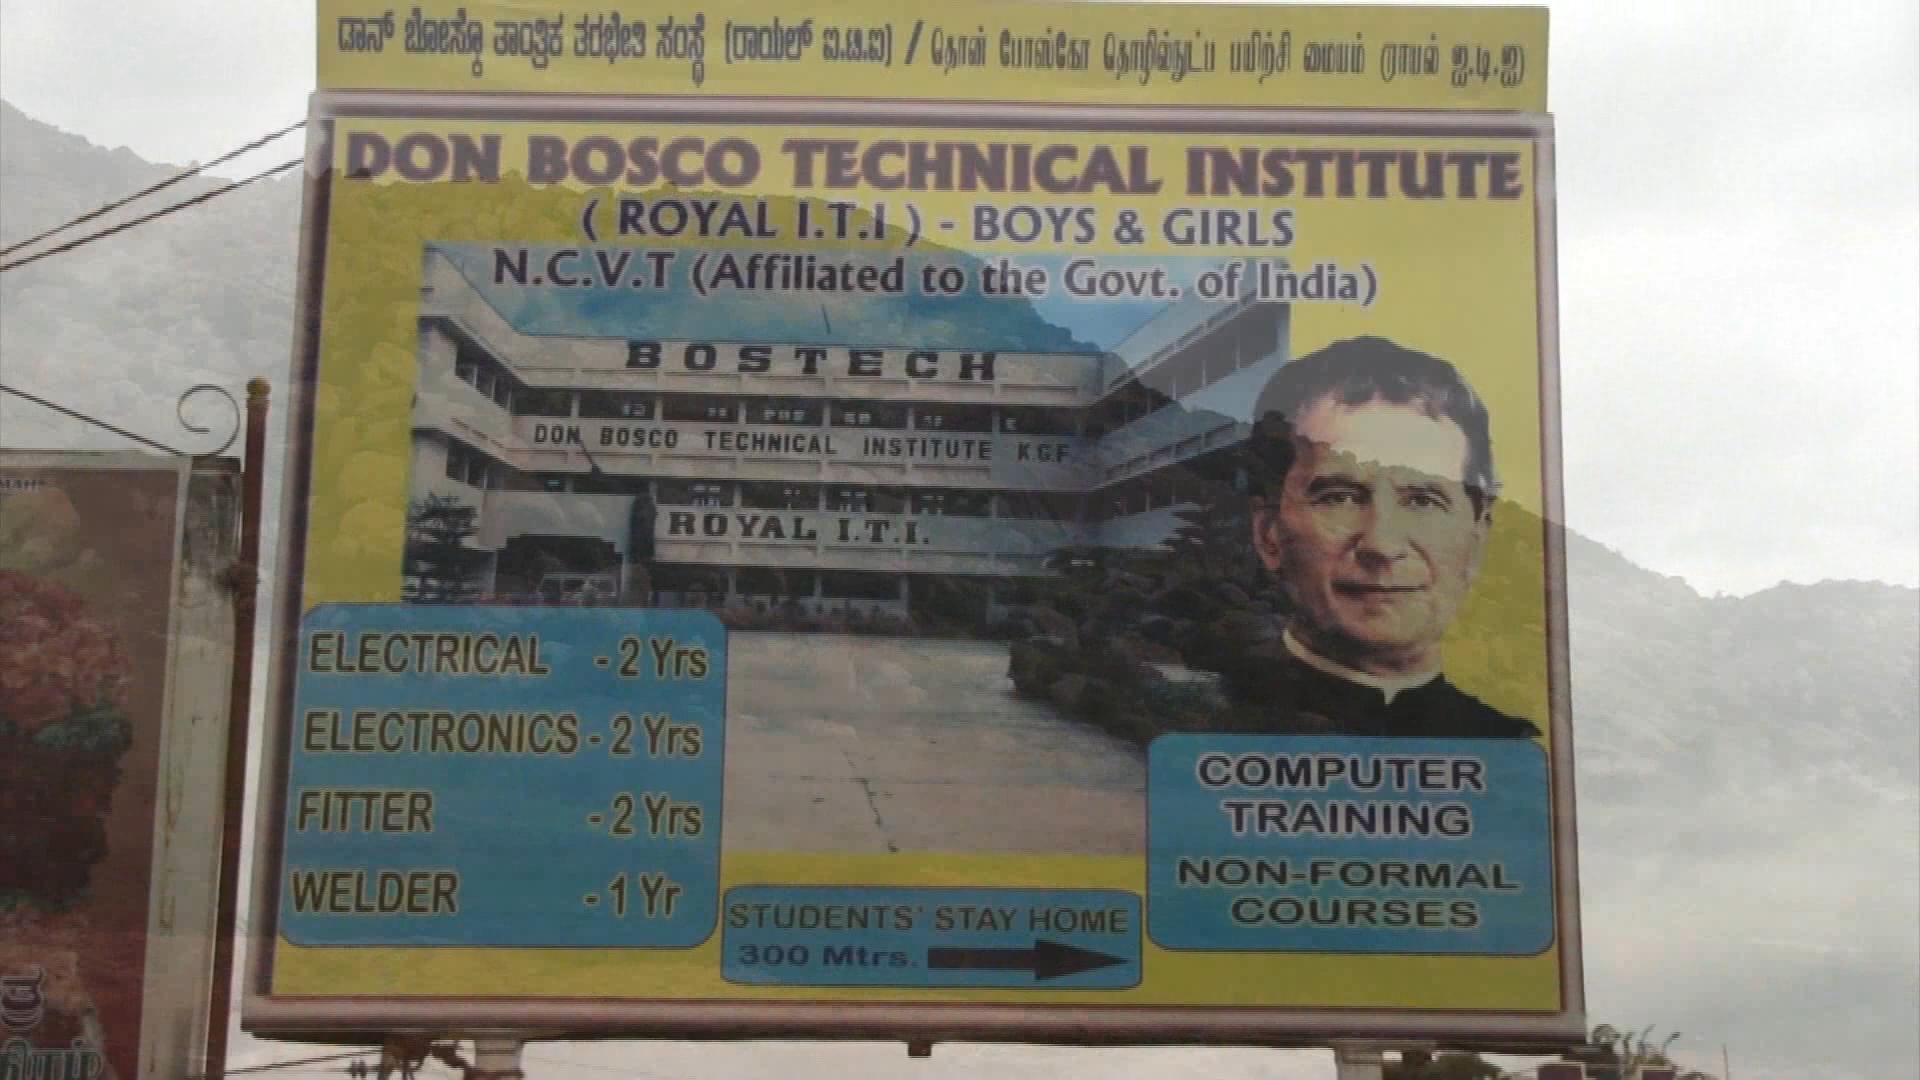 ಡಾನ್ ಬೋಸ್ಕೊ ತಾಂತ್ರಿಕ ತರಭೇತಿ ಸಂಸ್ಥೆ (ರಾಯಲ್ ಐ.ಟಿ.ಐ) / தொன் போஸ்கோ தொழில்நுட்ப பயிற்சி மையம் ராயல் ஐ.டி.ஐ)
DON BOSCO TECHNICAL INSTITUTE
( ROYAL I.T.I ) - BOYS & GIRLS
N.C.V.T (Affiliated to the Govt. of India)
BOSTECH
DON BOSCO TECHNICAL INSTITUTE KGF
ROYAL I.T.I.
ELECTRICAL - 2 Yrs
ELECTRONICS - 2 Yrs
FITTER - 2 Yrs
WELDER - 1 Yr
COMPUTER
TRAINING
NON-FORMAL
COURSES
STUDENTS' STAY HOME
300 Mtrs.